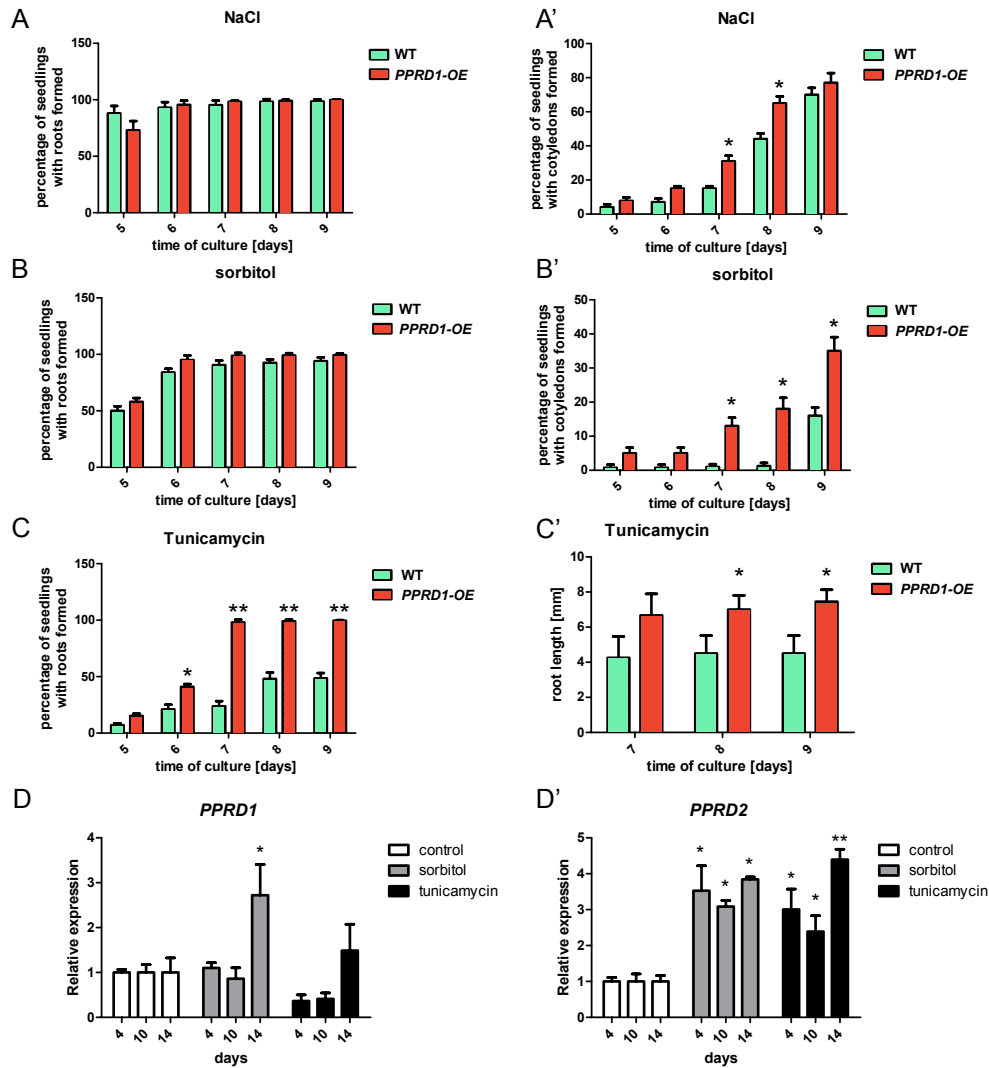 A
NaCl
percentage of seedlings
with roots formed
150
100
50
0
5 6 7 8 9
time of culture [days]
WT
PPRD1-OE
A'
NaCl
percentage of seedlings
with cotyledons formed
100
80
60
40
20
0
* *
5 6 7 8 9
time of culture [days]
WT
PPRD1-OE
B
sorbitol
percentage of seedlings
with roots formed
150
100
50
0
5 6 7 8 9
time of culture [days]
WT
PPRD1-OE
B'
sorbitol
percentage of seedlings
with cotyledons formed
50
40
30
20
10
0
* * *
5 6 7 8 9
time of culture [days]
WT
PPRD1-OE
C
Tunicamycin
percentage of seedlings
with roots formed
150
100
50
0
* ** ** **
5 6 7 8 9
time of culture [days]
WT
PPRD1-OE
C'
Tunicamycin
root length [mm]
8
6
4
2
0
* *
7 8 9
time of culture [days]
WT
PPRD1-OE
D
PPRD1
Relative expression
4
3
2
1
0
*
4 10 14 4 10 14 4 10 14
days
control
sorbitol
tunicamycin
D'
PPRD2
Relative expression
5
4
3
2
1
0
* * * * * **
4 10 14 4 10 14 4 10 14
days
control
sorbitol
tunicamycin